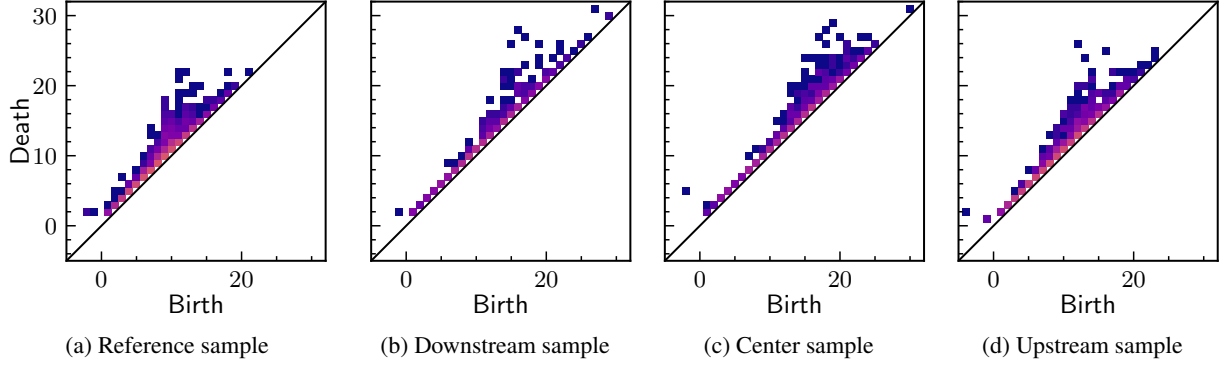 30
20
10
0
Death
0 20
0 20
0 20
0 20
Birth
Birth
Birth
Birth
(a) Reference sample
(b) Downstream sample
(c) Center sample
(d) Upstream sample